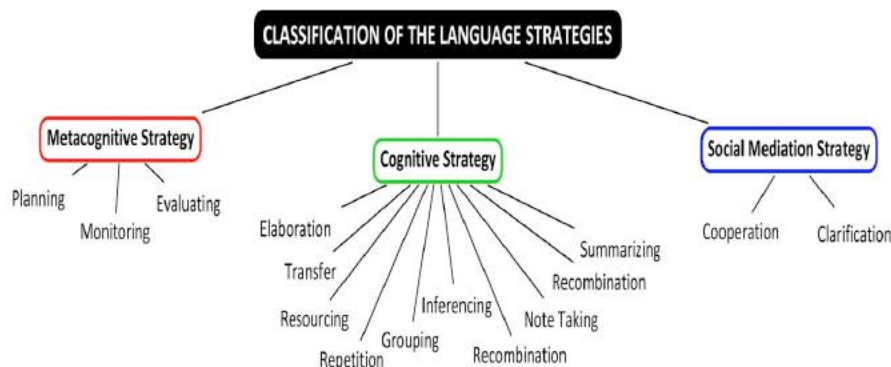 CLASSIFICATION OF THE LANGUAGE STRATEGIES
Metacognitive Strategy
Planning
Monitoring
Evaluating
Cognitive Strategy
Elaboration
Transfer
Resourcing
Repetition
Grouping
Inferencing
Recombination
Note Taking
Recombination
Summarizing
Social Mediation Strategy
Cooperation
Clarification